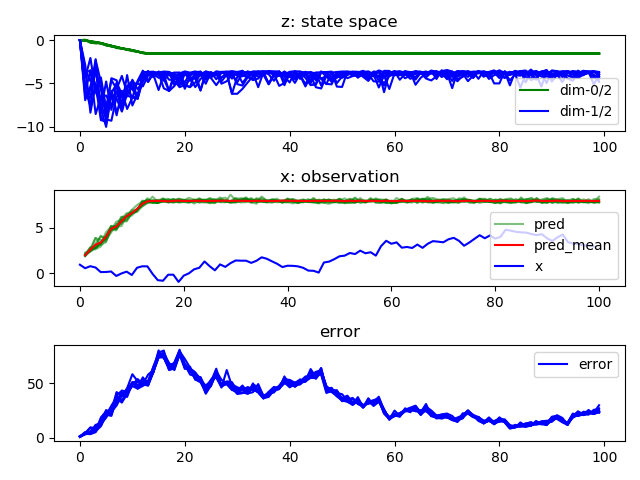 z: state space
0
−5
−10
dim-0/2
dim-1/2
0 20 40 60 80 100
x: observation
5
0
pred
pred_mean
x
0 20 40 60 80 100
error
50
0
error
0 20 40 60 80 100